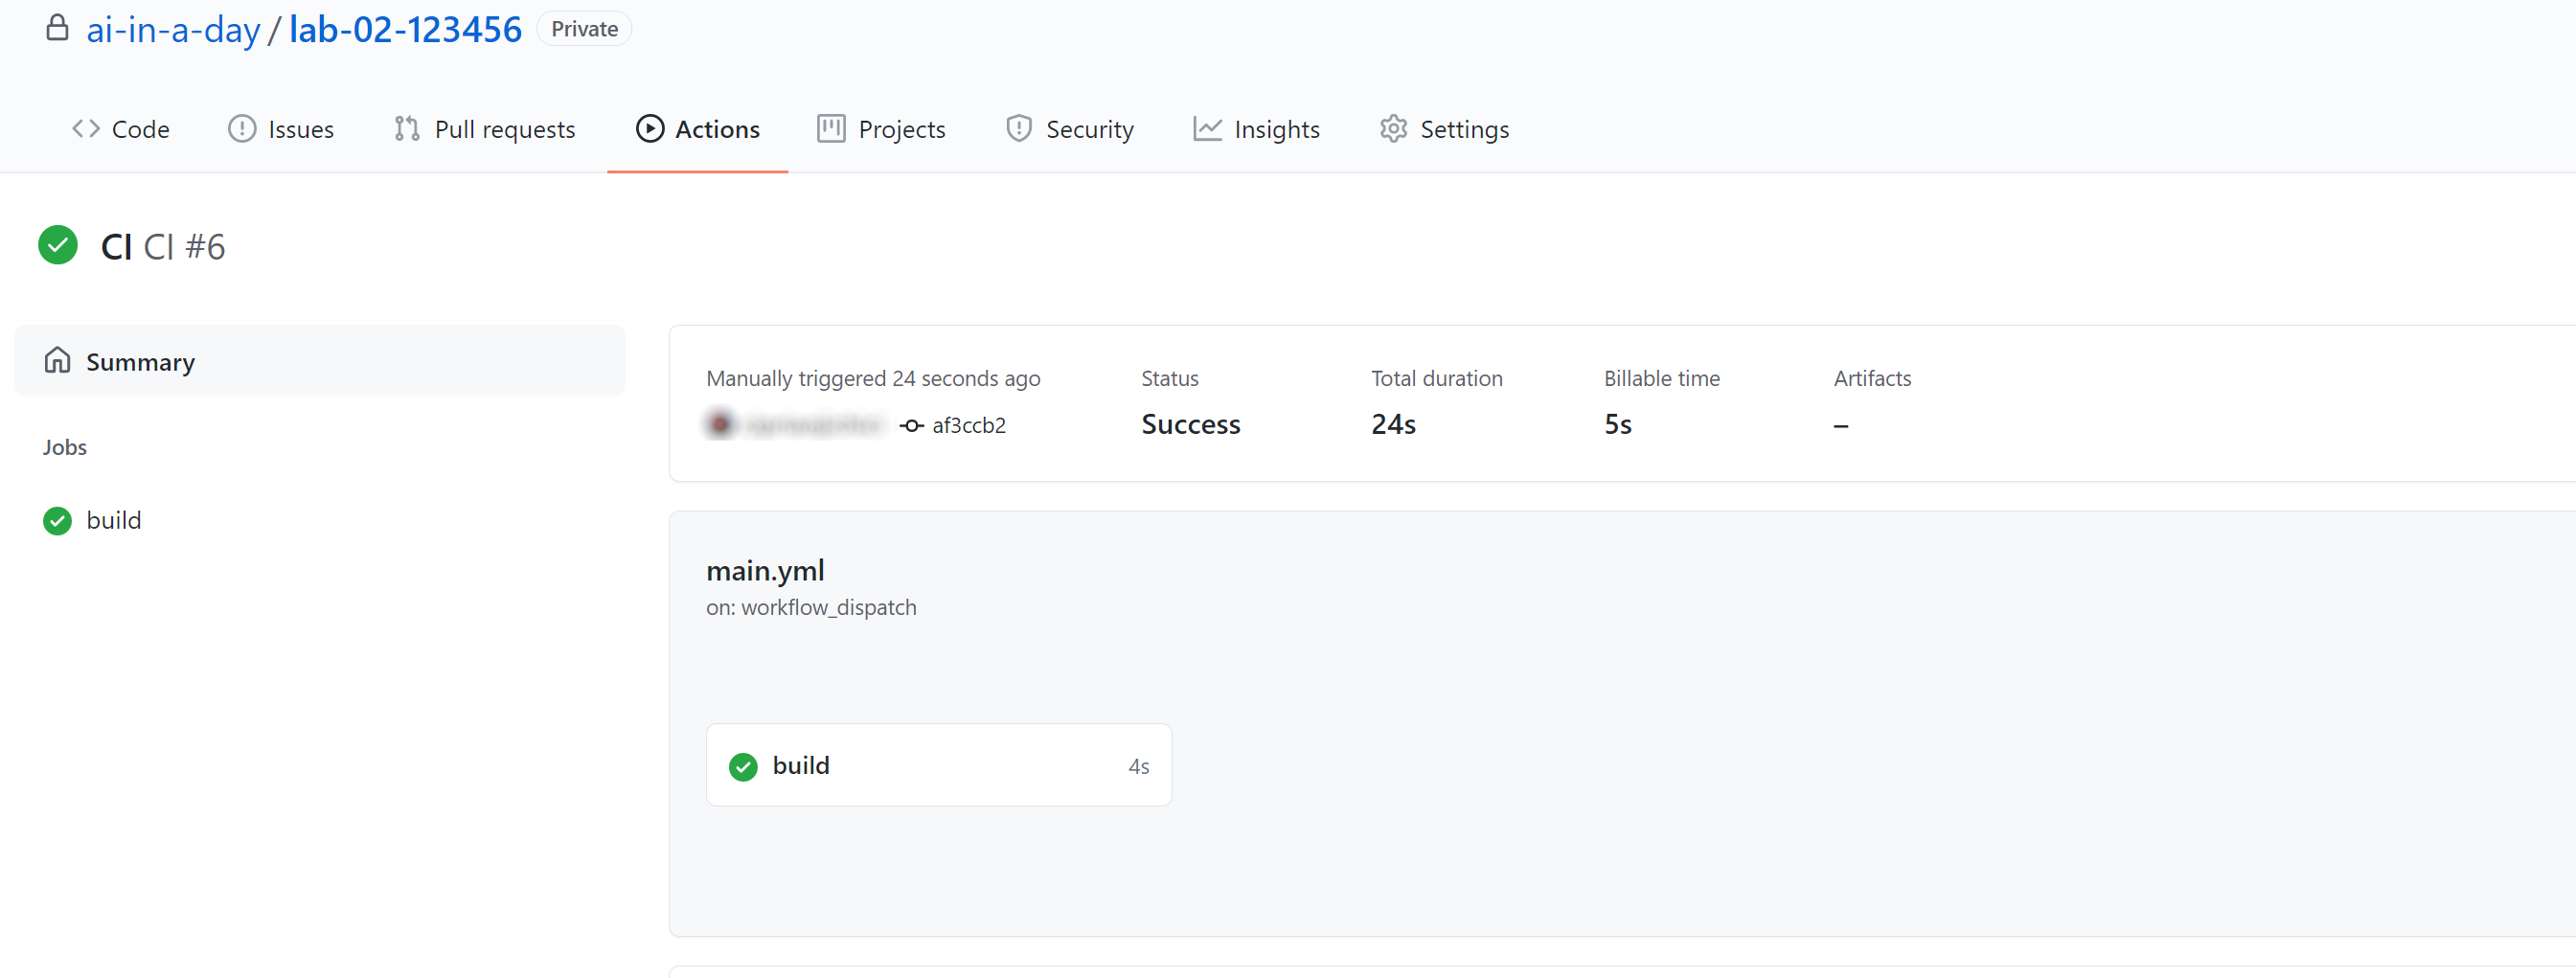 ai-in-a-day / lab-02-123456 Private
Code Issues Pull requests Actions Projects Security Insights Settings
CI CI #6
Summary
Jobs
build
Manually triggered 24 seconds ago
af3ccb2
Status
Success
Total duration
24s
Billable time
5s
Artifacts
–
main.yml
on: workflow_dispatch
build 4s